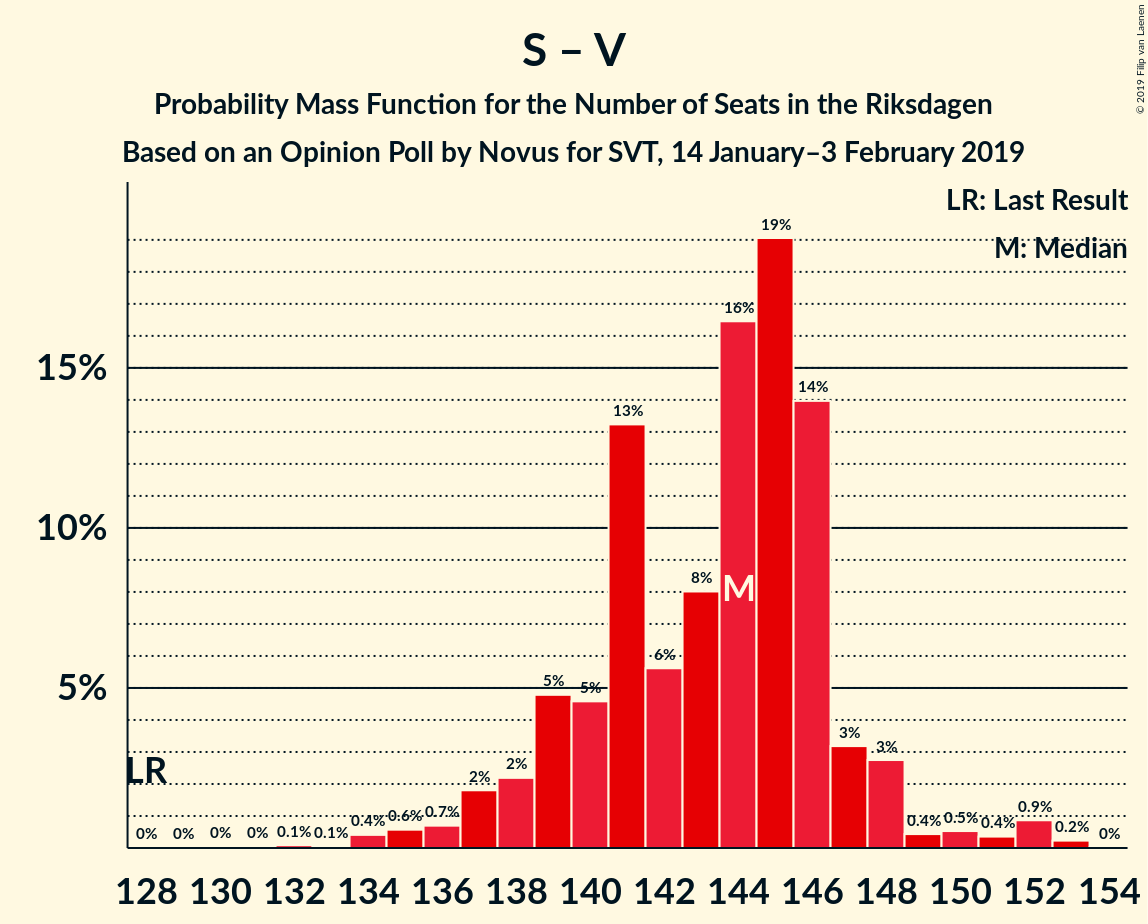 S – V
Probability Mass Function for the Number of Seats in the Riksdagen
Based on an Opinion Poll by Novus for SVT, 14 January–3 February 2019
© 2019 Filip van Laenen
LR: Last Result
M: Median
15%
10%
5%
LR
M
0% 0% 0% 0% 0.1% 0.1% 0.4% 0.6% 0.7% 2% 2% 5% 5% 13% 6% 8% 16% 19% 14% 3% 3% 0.4% 0.5% 0.4% 0.9% 0.2% 0%
128 130 132 134 136 138 140 142 144 146 148 150 152 154